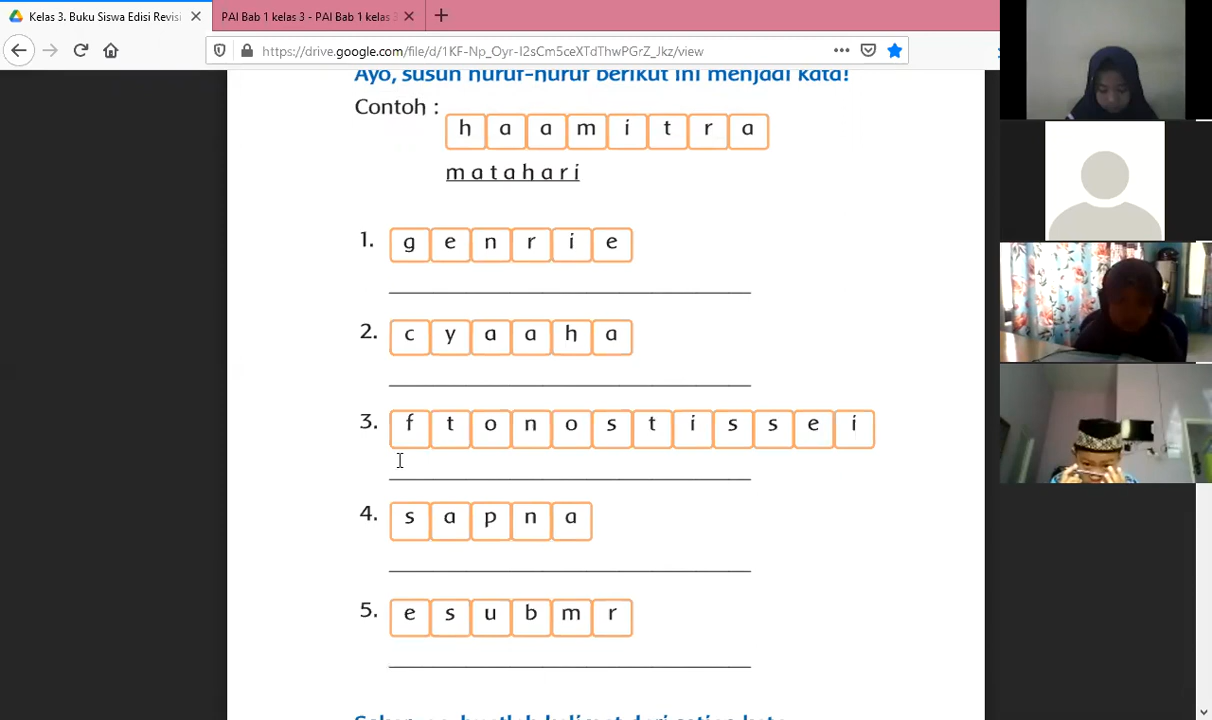 Kelas 3. Buku Siswa Edisi Revisi
PAI Bab 1 kelas 3 - PAI Bab 1 kelas 3
https://drive.google.com/file/d/1KF-Np_Oyr-I2sCm5ceXTdThwPGrZ_Jkz/view
Ayo, susun huruf-huruf berikut ini menjadi kata!
Contoh :
h a a m i t r a
m a t a h a r i
1. g e n r i e
2. c y a a h a
3. f t o n o s t i s s e i
4. s a p n a
5. e s u b m r